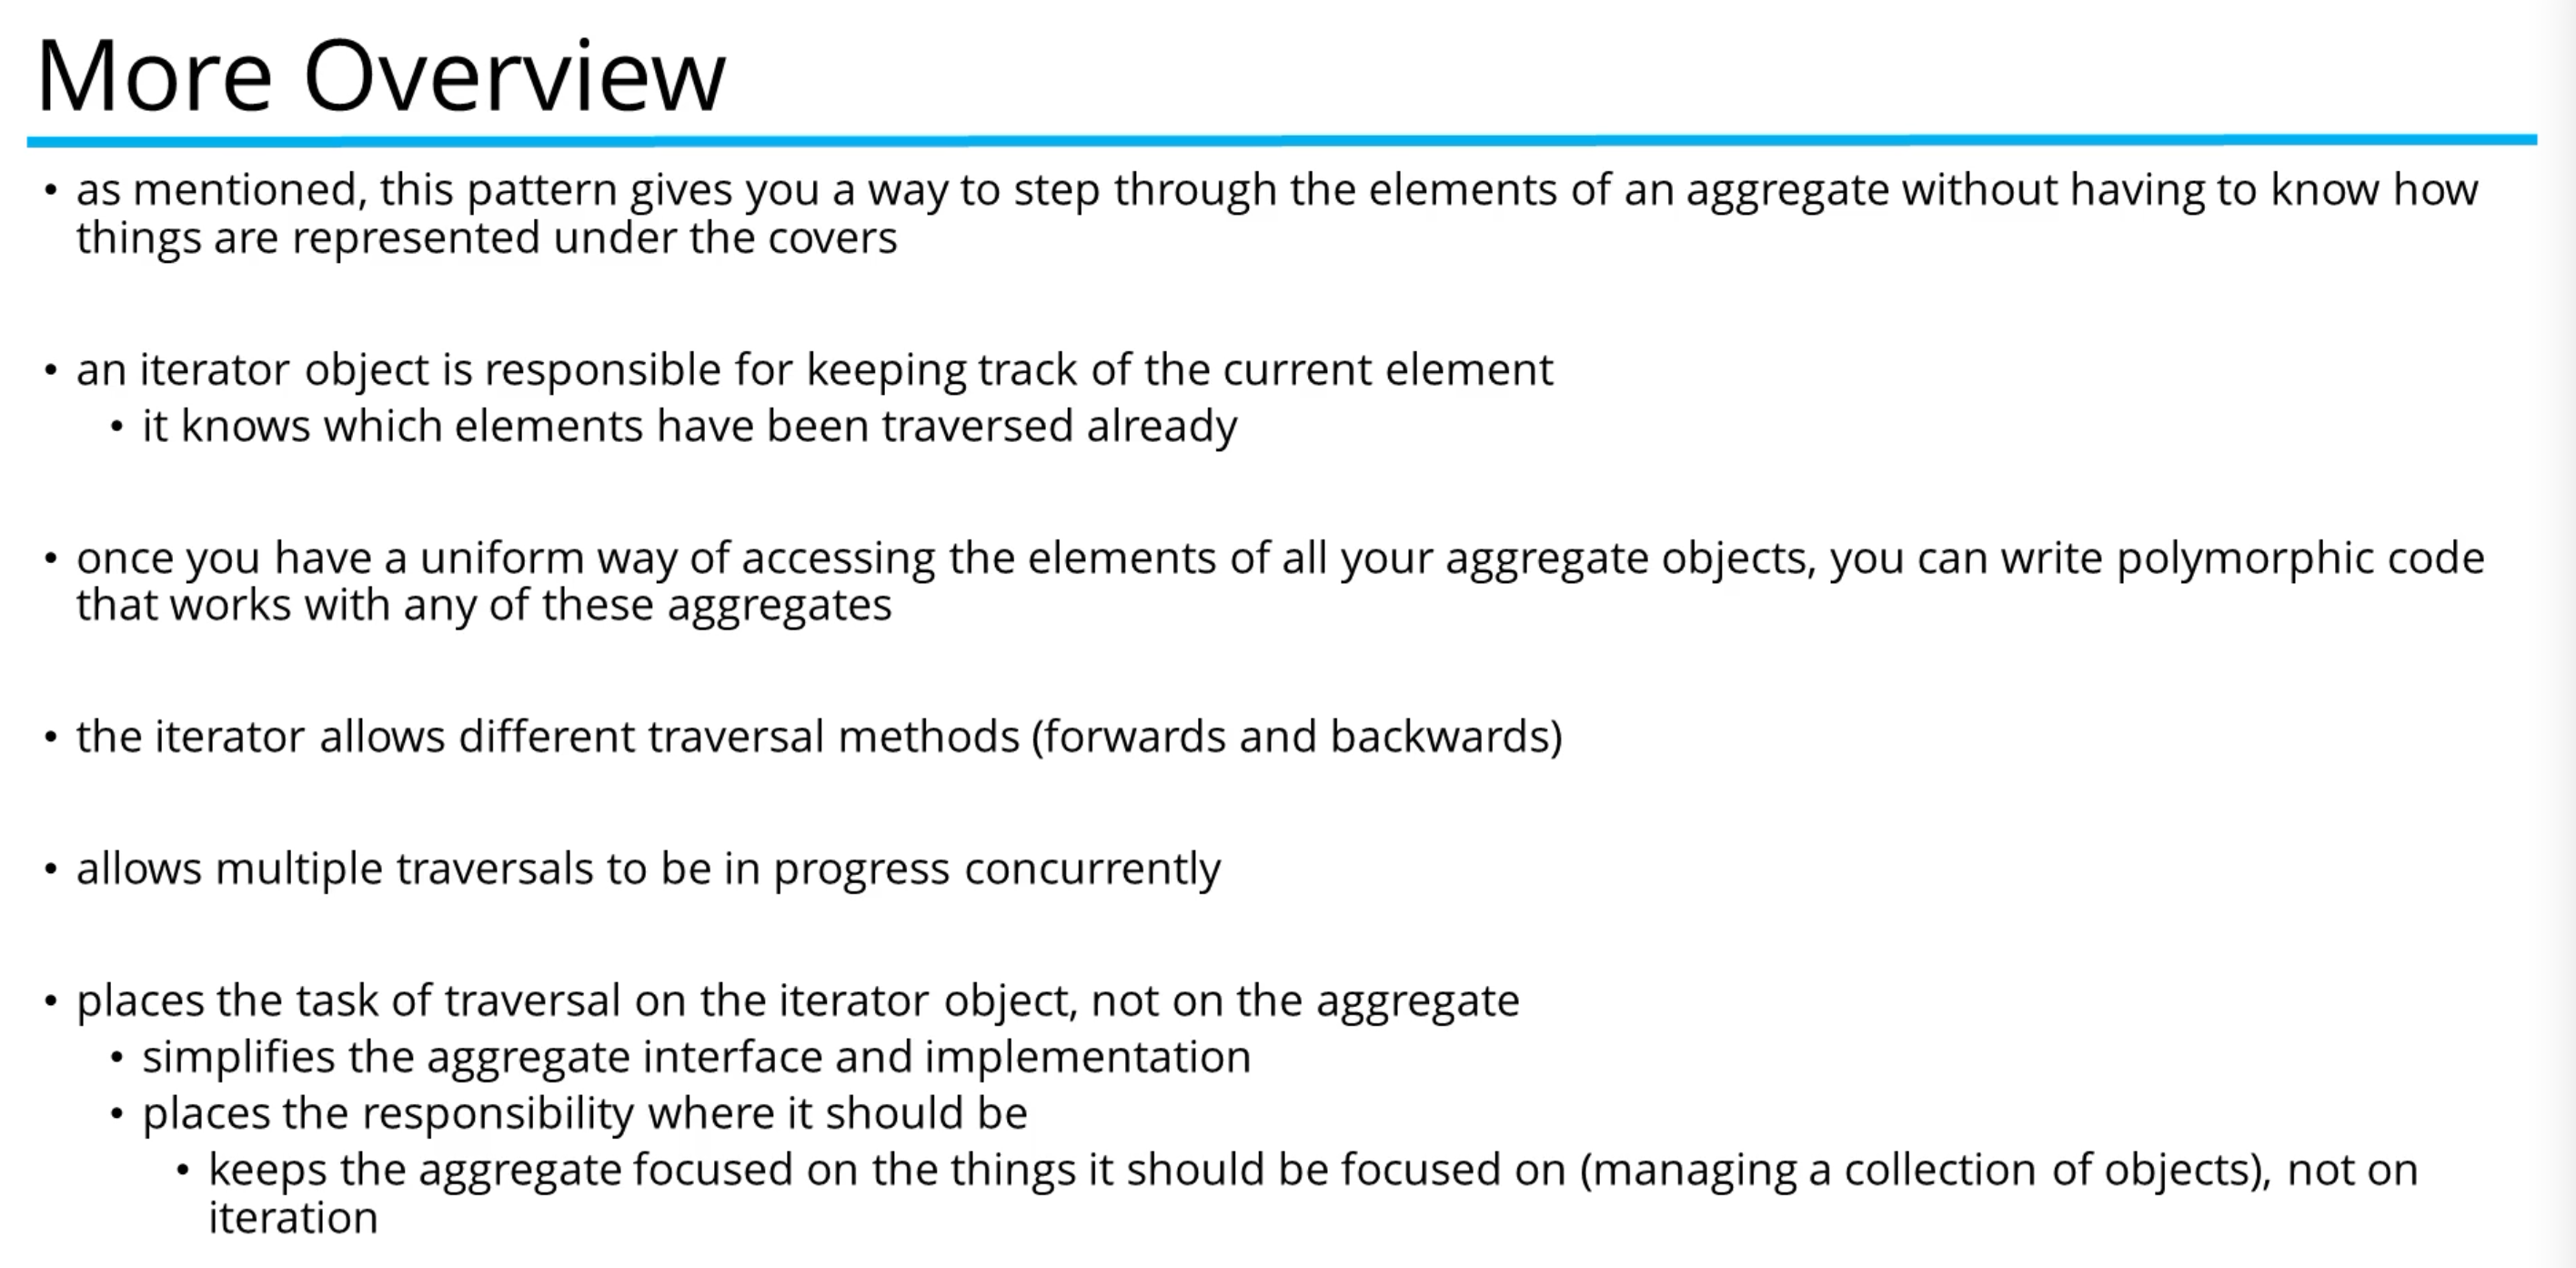 More Overview
• as mentioned, this pattern gives you a way to step through the elements of an aggregate without having to know how
things are represented under the covers
• an iterator object is responsible for keeping track of the current element
• it knows which elements have been traversed already
• once you have a uniform way of accessing the elements of all your aggregate objects, you can write polymorphic code
that works with any of these aggregates
• the iterator allows different traversal methods (forwards and backwards)
• allows multiple traversals to be in progress concurrently
• places the task of traversal on the iterator object, not on the aggregate
• simplifies the aggregate interface and implementation
• places the responsibility where it should be
• keeps the aggregate focused on the things it should be focused on (managing a collection of objects), not on
iteration